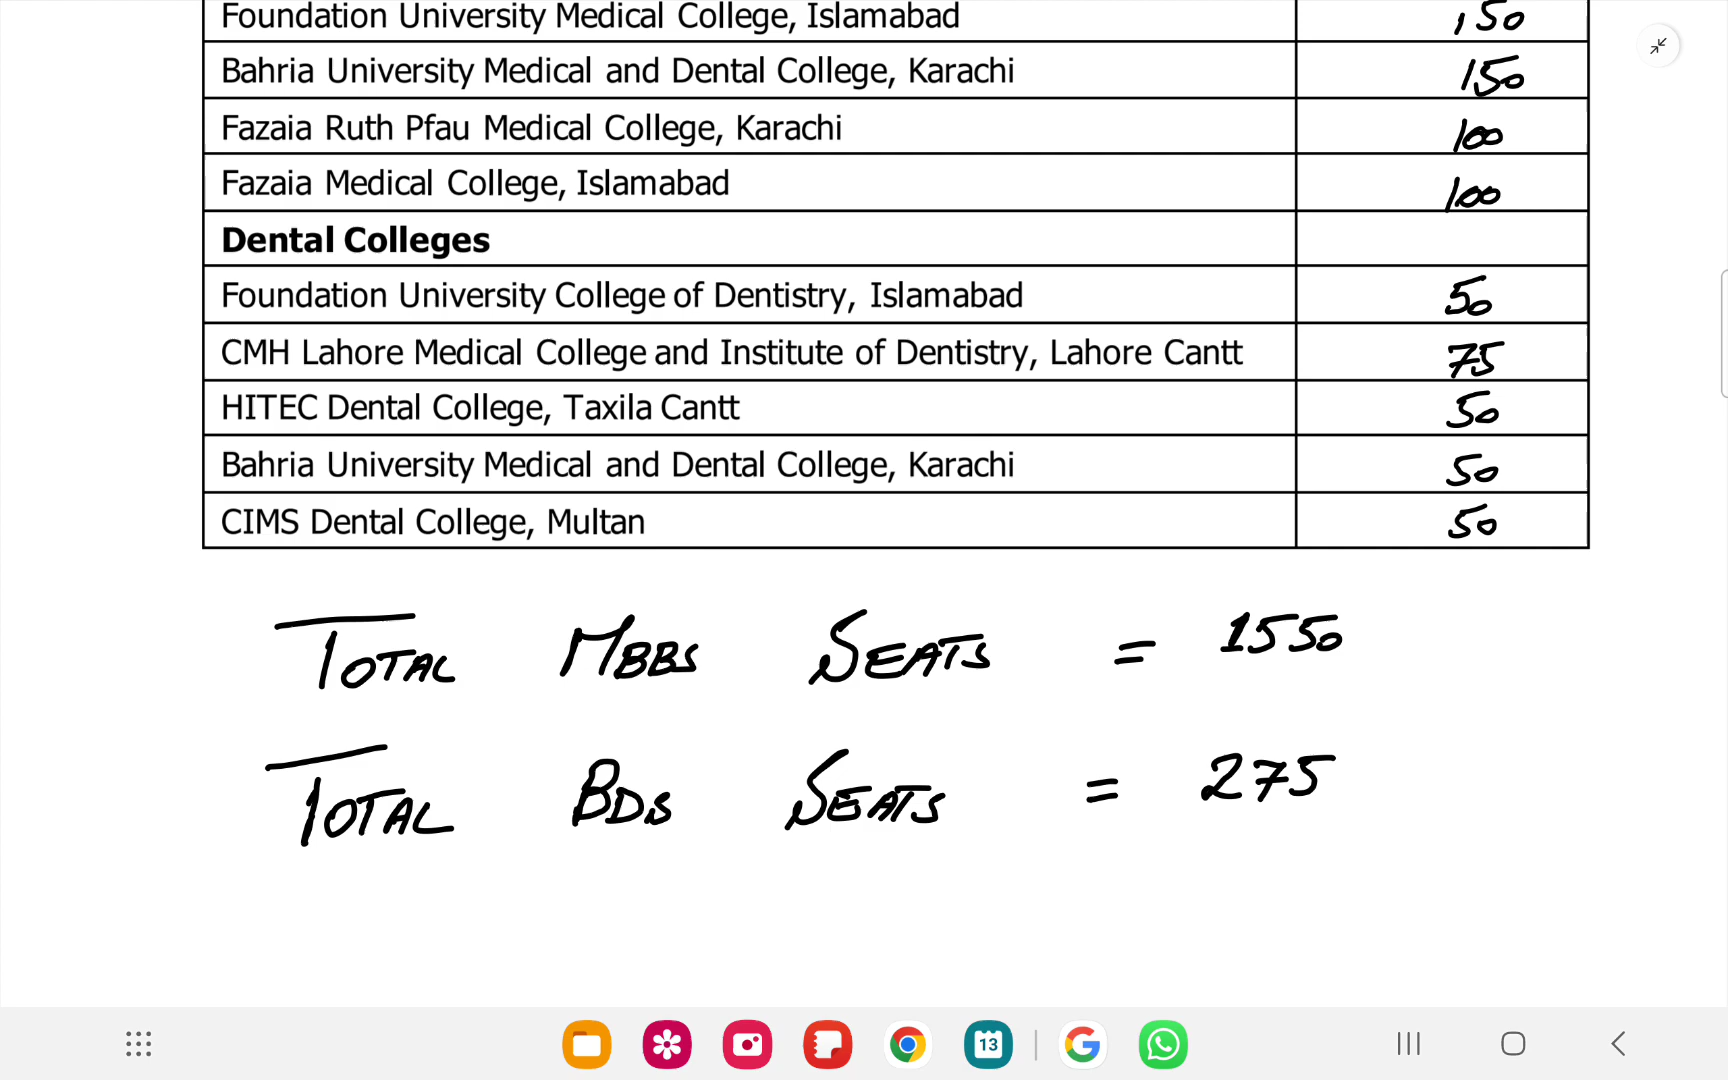 Foundation University Medical College, Islamabad 150
Bahria University Medical and Dental College, Karachi 150
Fazaia Ruth Pfau Medical College, Karachi 100
Fazaia Medical College, Islamabad 100
Dental Colleges
Foundation University College of Dentistry, Islamabad 50
CMH Lahore Medical College and Institute of Dentistry, Lahore Cantt 75
HITEC Dental College, Taxila Cantt 50
Bahria University Medical and Dental College, Karachi 50
CIMS Dental College, Multan 50
TOTAL MBBS SEATS = 1550
TOTAL BDS SEATS = 275
13